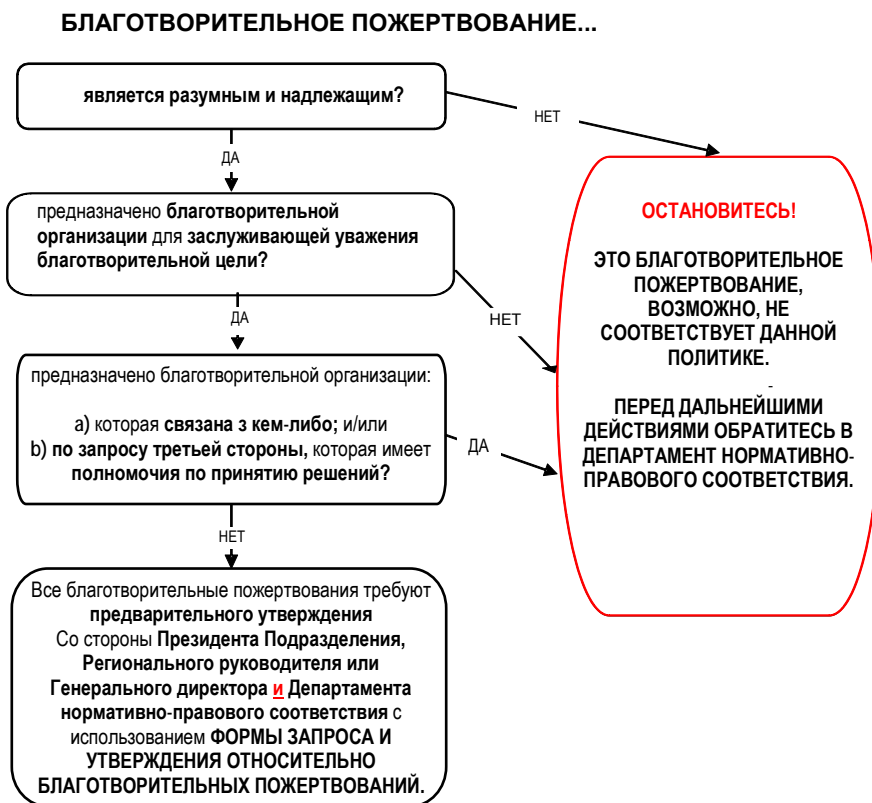 БЛАГОТВОРИТЕЛЬНОЕ ПОЖЕРТВОВАНИЕ...
является разумным и надлежащим?
НЕТ
ДА
предназначено благотворительной
организации для заслуживающей уважения
благотворительной цели?
НЕТ
ДА
предназначено благотворительной организации:
a) которая связана з кем-либо; и/или
b) по запросу третьей стороны, которая имеет
полномочия по принятию решений?
ДА
НЕТ
Все благотворительные пожертвования требуют
предварительного утверждения
Со стороны Президента Подразделения,
Регионального руководителя или
Генерального директора и Департамента
нормативно-правового соответствия с
использованием ФОРМЫ ЗАПРОСА И
УТВЕРЖДЕНИЯ ОТНОСИТЕЛЬНО
БЛАГОТВОРИТЕЛЬНЫХ ПОЖЕРТВОВАНИЙ.
ОСТАНОВИТЕСЬ!
ЭТО БЛАГОТВОРИТЕЛЬНОЕ
ПОЖЕРТВОВАНИЕ,
ВОЗМОЖНО, НЕ
СООТВЕТСТВУЕТ ДАННОЙ
ПОЛИТИКЕ.
-
ПЕРЕД ДАЛЬНЕЙШИМИ
ДЕЙСТВИЯМИ ОБРАТИТЕСЬ В
ДЕПАРТАМЕНТ НОРМАТИВНО-
ПРАВОВОГО СООТВЕТСТВИЯ.